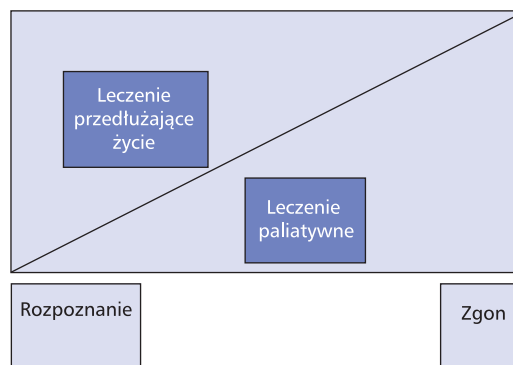 Leczenie
przedłużające
życie
Leczenie
paliatywne
Rozpoznanie
Zgon